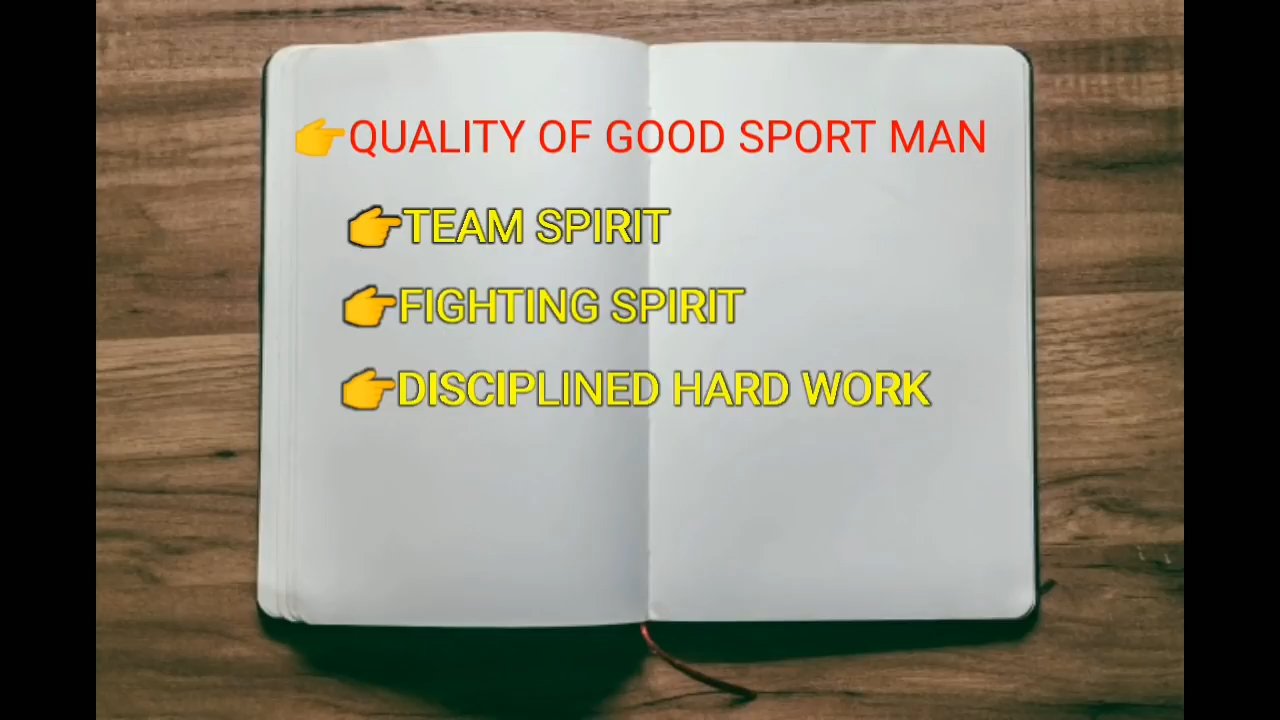 👉QUALITY OF GOOD SPORT MAN
👉TEAM SPIRIT
👉FIGHTING SPIRIT
👉DISCIPLINED HARD WORK